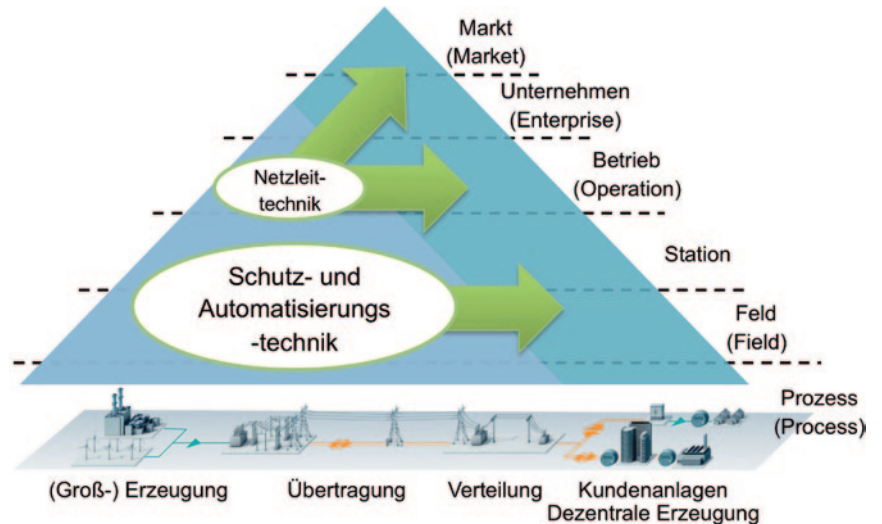 Markt
(Market)
Unternehmen
(Enterprise)
Betrieb
(Operation)
Netzleit-
technik
Station
Schutz- und
Automatisierungs
-technik
Feld
(Field)
Prozess
(Process)
(Groß-) Erzeugung
Übertragung
Verteilung
Kundenanlagen
Dezentrale Erzeugung